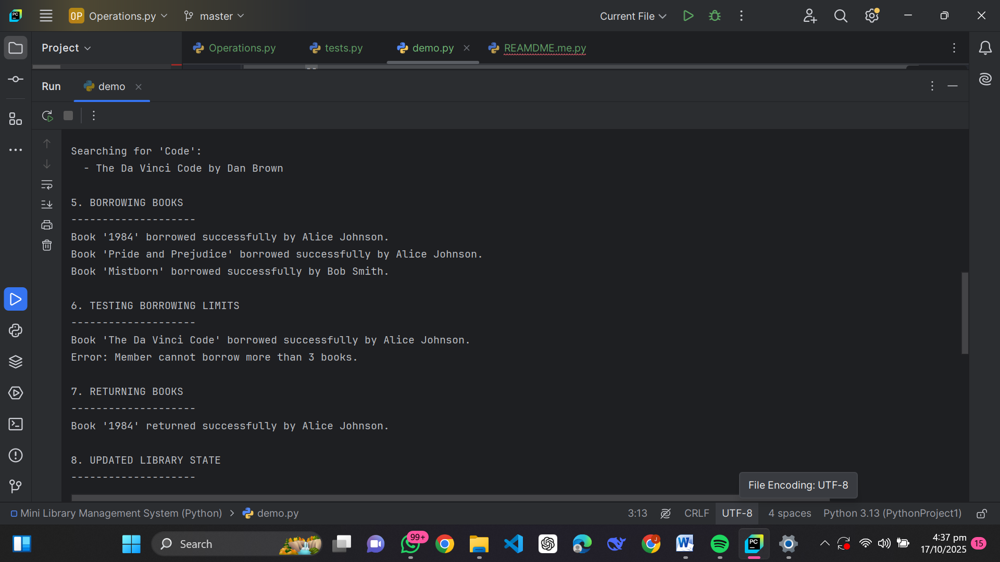 PC
OP Operations.py
master
Current File
Project
Operations.py
tests.py
demo.py
REAMDME.me.py
Run
demo
Searching for 'Code':
- The Da Vinci Code by Dan Brown
5. BORROWING BOOKS
--------------------
Book '1984' borrowed successfully by Alice Johnson.
Book 'Pride and Prejudice' borrowed successfully by Alice Johnson.
Book 'Mistborn' borrowed successfully by Bob Smith.
6. TESTING BORROWING LIMITS
--------------------
Book 'The Da Vinci Code' borrowed successfully by Alice Johnson.
Error: Member cannot borrow more than 3 books.
7. RETURNING BOOKS
--------------------
Book '1984' returned successfully by Alice Johnson.
8. UPDATED LIBRARY STATE
--------------------
File Encoding: UTF-8
Mini Library Management System (Python) > demo.py
3:13 CRLF UTF-8 4 spaces Python 3.13 (PythonProject1)
Search
99+
J
W
PC
4:37 pm
17/10/2025
15